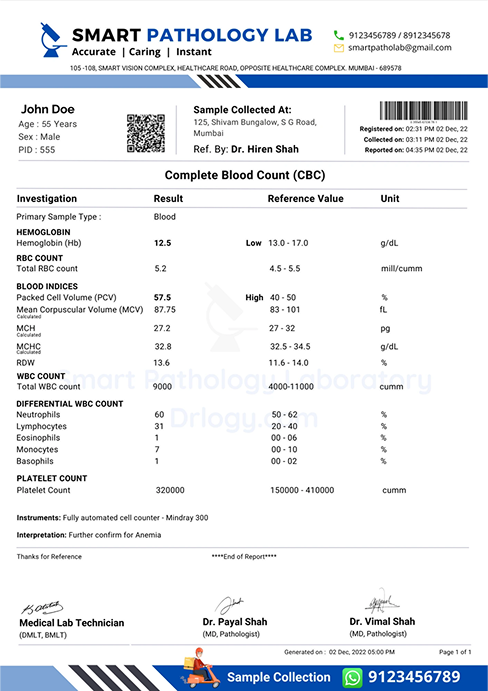 SMART PATHOLOGY LAB
Accurate | Caring | Instant
9123456789 / 8912345678
smartpatholab@gmail.com
105 -108, SMART VISION COMPLEX, HEALTHCARE ROAD, OPPOSITE HEALTHCARE COMPLEX. MUMBAI - 689578
John Doe
Age : 55 Years
Sex : Male
PID : 555
Sample Collected At:
125, Shivam Bungalow, S G Road,
Mumbai
Ref. By: Dr. Hiren Shah
Registered on: 02:31 PM 02 Dec, 22
Collected on: 03:11 PM 02 Dec, 22
Reported on: 04:35 PM 02 Dec, 22
Complete Blood Count (CBC)
Investigation Result Reference Value Unit
Primary Sample Type : Blood
HEMOGLOBIN
Hemoglobin (Hb) 12.5 Low 13.0 - 17.0 g/dL
RBC COUNT
Total RBC count 5.2 4.5 - 5.5 mill/cumm
BLOOD INDICES
Packed Cell Volume (PCV) 57.5 High 40 - 50 %
Mean Corpuscular Volume (MCV) 87.75 83 - 101 fL
Calculated
MCH 27.2 27 - 32 pg
Calculated
MCHC 32.8 32.5 - 34.5 g/dL
Calculated
RDW 13.6 11.6 - 14.0 %
WBC COUNT
Total WBC count 9000 4000-11000 cumm
Smart Pathology Laboratory
Drlogy.com
DIFFERENTIAL WBC COUNT
Neutrophils 60 50 - 62 %
Lymphocytes 31 20 - 40 %
Eosinophils 1 00 - 06 %
Monocytes 7 00 - 10 %
Basophils 1 00 - 02 %
PLATELET COUNT
Platelet Count 320000 150000 - 410000 cumm
Instruments: Fully automated cell counter - Mindray 300
Interpretation: Further confirm for Anemia
Thanks for Reference ****End of Report****
Medical Lab Technician
(DMLT, BMLT)
Dr. Payal Shah
(MD, Pathologist)
Dr. Vimal Shah
(MD, Pathologist)
Generated on : 02 Dec, 2022 05:00 PM Page 1 of 1
Sample Collection 9123456789